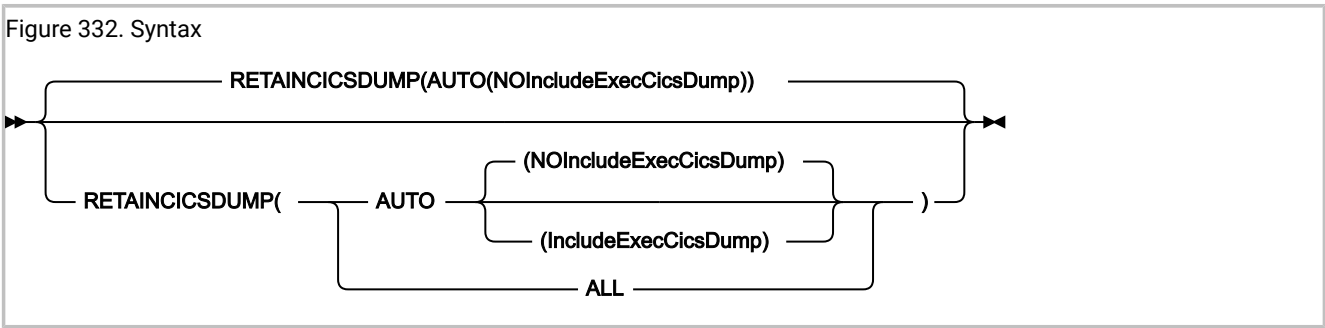 Figure 332. Syntax
RETAINCICSDUMP(AUTO(NOIncludeExecCicsDump))
(NOIncludeExecCicsDump)
RETAINCICSDUMP( AUTO )
(IncludeExecCicsDump)
ALL